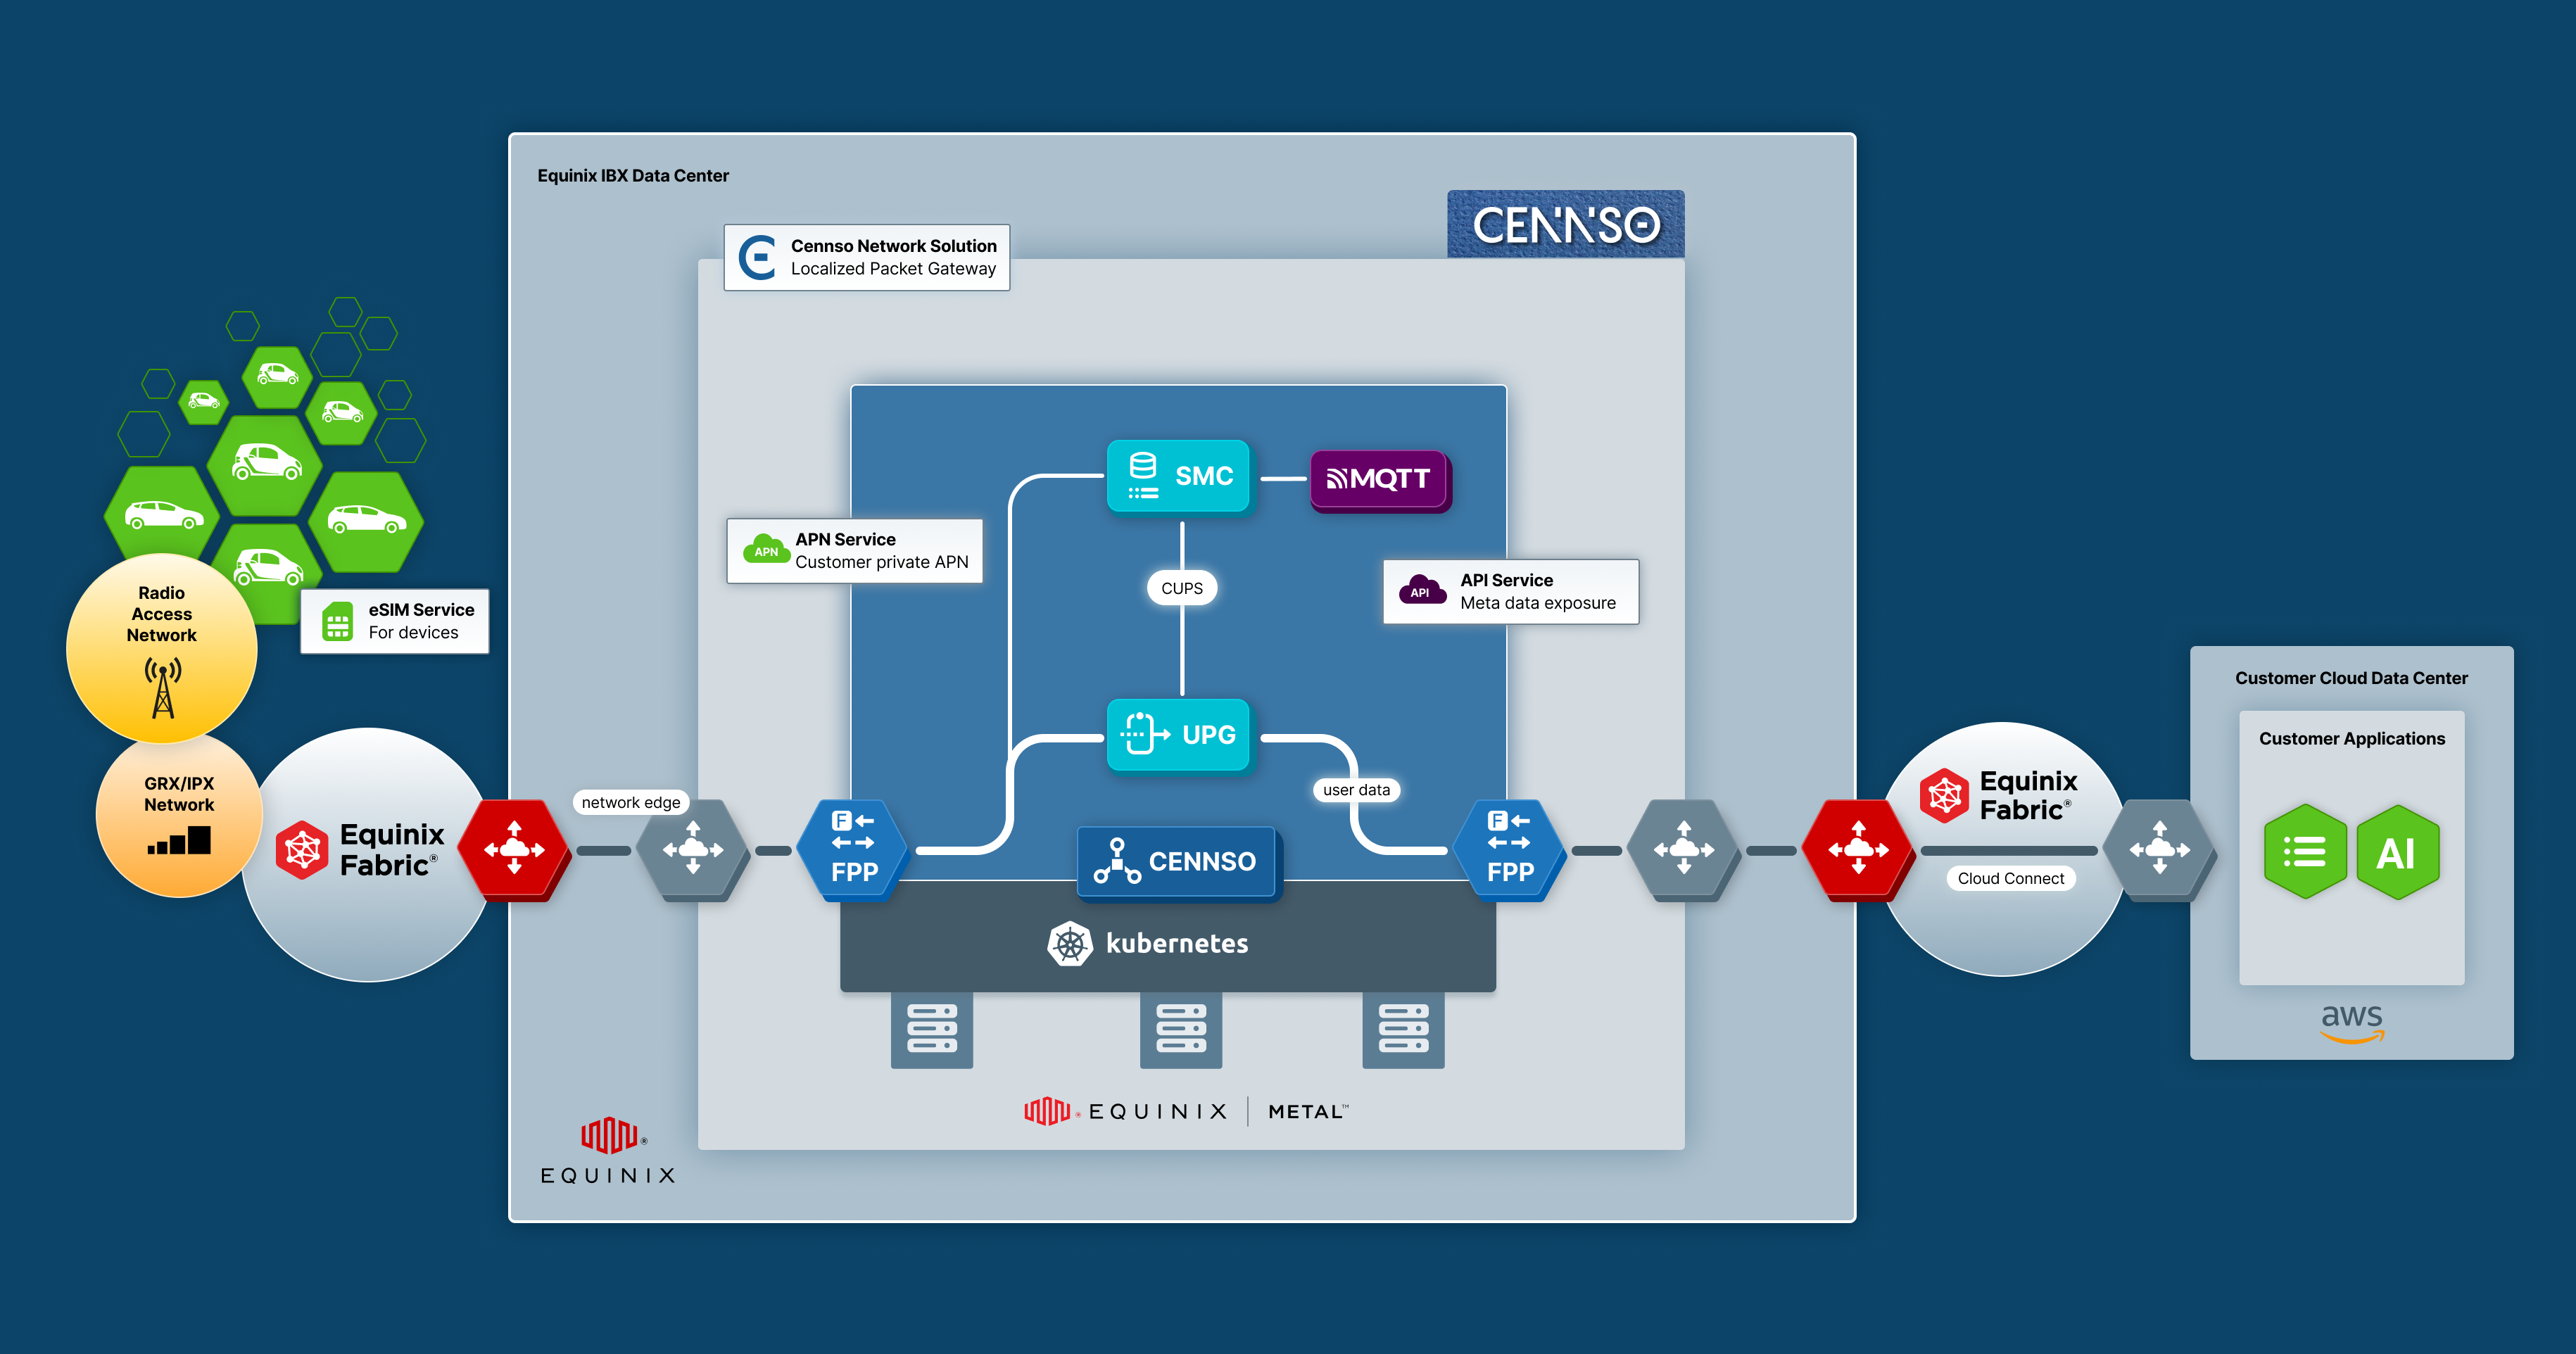 Equinix IBX Data Center
CENNSO
Cennso Network Solution
Localized Packet Gateway
SMC
MQTT
APN
APN Service
Customer private APN
CUPS
API
API Service
Meta data exposure
Radio
Access
Network
eSIM Service
For devices
GRX/IPX
Network
Equinix
Fabric®
network edge
F
FPP
UPG
user data
CENNSO
F
FPP
kubernetes
EQUINIX METAL™
®
EQUINIX
Equinix
Fabric®
Cloud Connect
Customer Cloud Data Center
Customer Applications
AI
aws